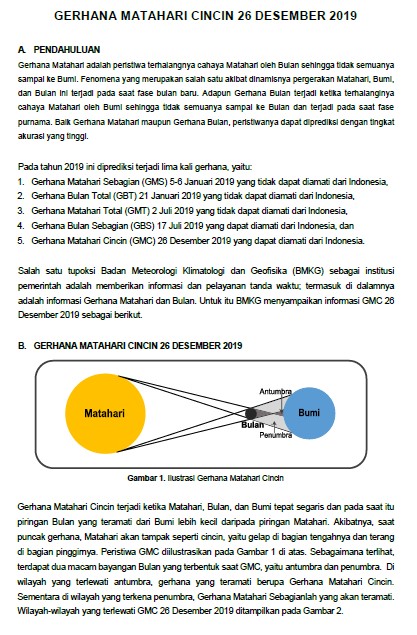 GERHANA MATAHARI CINCIN 26 DESEMBER 2019
A. PENDAHULUAN
Gerhana Matahari adalah peristiwa terhalangnya cahaya Matahari oleh Bulan sehingga tidak semuanya
sampai ke Bumi. Fenomena yang merupakan salah satu akibat dinamisnya pergerakan Matahari, Bumi,
dan Bulan ini terjadi pada saat fase bulan baru. Adapun Gerhana Bulan terjadi ketika terhalanginya
cahaya Matahari oleh Bumi sehingga tidak semuanya sampai ke Bulan dan terjadi pada saat fase
purnama. Baik Gerhana Matahari maupun Gerhana Bulan, peristiwanya dapat diprediksi dengan tingkat
akurasi yang tinggi.
Pada tahun 2019 ini diprediksi terjadi lima kali gerhana, yaitu:
1. Gerhana Matahari Sebagian (GMS) 5-6 Januari 2019 yang tidak dapat diamati dari Indonesia,
2. Gerhana Bulan Total (GBT) 21 Januari 2019 yang tidak dapat diamati dari Indonesia,
3. Gerhana Matahari Total (GMT) 2 Juli 2019 yang tidak dapat diamati dari Indonesia,
4. Gerhana Bulan Sebagian (GBS) 17 Juli 2019 yang dapat diamati dari Indonesia, dan
5. Gerhana Matahari Cincin (GMC) 26 Desember 2019 yang dapat diamati dari Indonesia.
Salah satu tupoksi Badan Meteorologi Klimatologi dan Geofisika (BMKG) sebagai institusi
pemerintah adalah memberikan informasi dan pelayanan tanda waktu; termasuk di dalamnya
adalah informasi Gerhana Matahari dan Bulan. Untuk itu BMKG menyampaikan informasi GMC 26
Desember 2019 sebagai berikut.
B. GERHANA MATAHARI CINCIN 26 DESEMBER 2019
Antumbra
Matahari
Bumi
Bulan
Penumbra
Gambar 1. Ilustrasi Gerhana Matahari Cincin
Gerhana Matahari Cincin terjadi ketika Matahari, Bulan, dan Bumi tepat segaris dan pada saat itu
piringan Bulan yang teramati dari Bumi lebih kecil daripada piringan Matahari. Akibatnya, saat
puncak gerhana, Matahari akan tampak seperti cincin, yaitu gelap di bagian tengahnya dan terang
di bagian pinggirnya. Peristiwa GMC diilustrasikan pada Gambar 1 di atas. Sebagaimana terlihat,
terdapat dua macam bayangan Bulan yang terbentuk saat GMC, yaitu antumbra dan penumbra. Di
wilayah yang terlewati antumbra, gerhana yang teramati berupa Gerhana Matahari Cincin.
Sementara di wilayah yang terkena penumbra, Gerhana Matahari Sebagianlah yang akan teramati.
Wilayah-wilayah yang terlewati GMC 26 Desember 2019 ditampilkan pada Gambar 2.